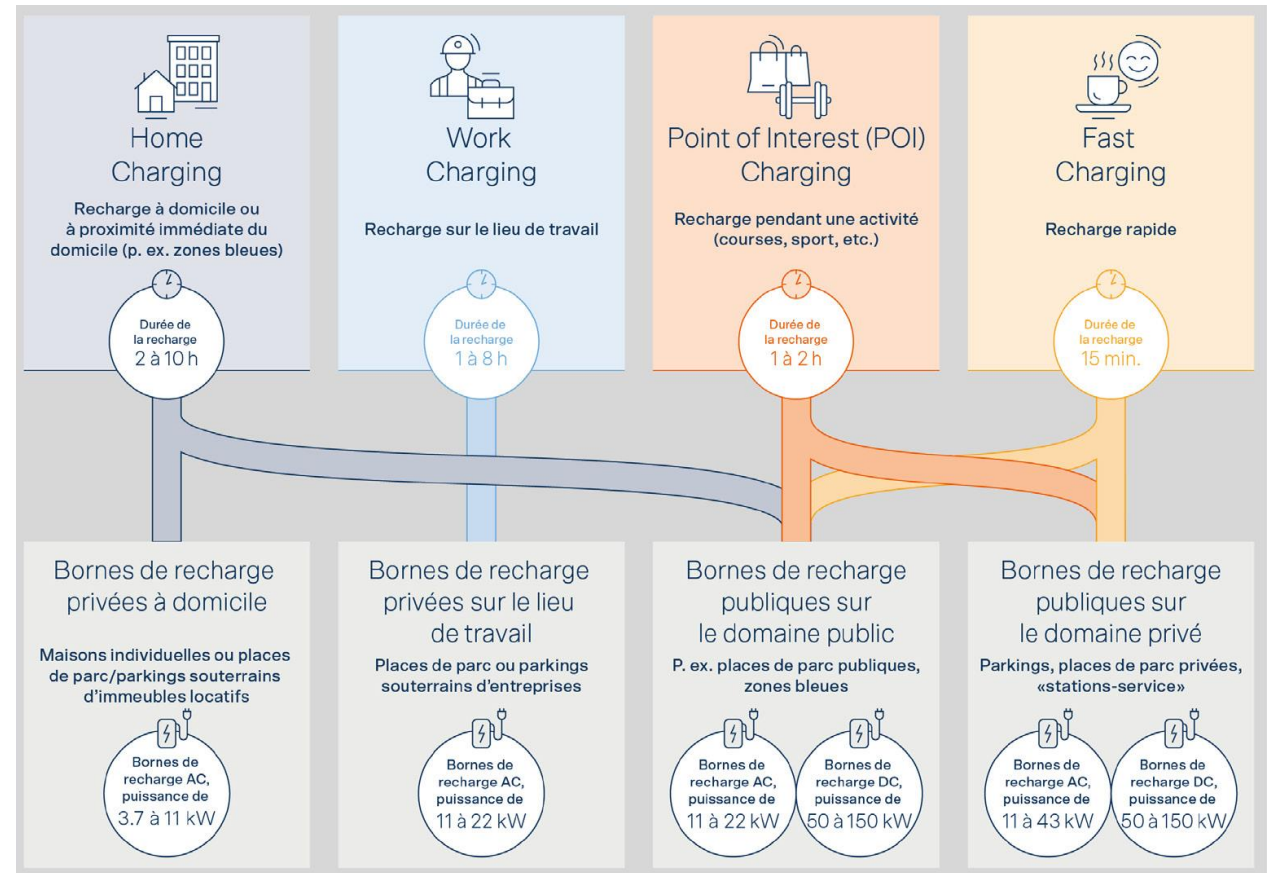 Home
Charging
Recharge à domicile ou
à proximité immédiate du
domicile (p. ex. zones bleues)
Durée de
la recharge
2 à 10 h
Work
Charging
Recharge sur le lieu de travail
Durée de
la recharge
1 à 8 h
Point of Interest (POI)
Charging
Recharge pendant une activité
(courses, sport, etc.)
Durée de
la recharge
1 à 2 h
Fast
Charging
Recharge rapide
Durée de
la recharge
15 min.
Bornes de recharge
privées à domicile
Maisons individuelles ou places
de parc/parkings souterrains
d’immeubles locatifs
Bornes de
recharge AC,
puissance de
3.7 à 11 kW
Bornes de recharge
privées sur le lieu
de travail
Places de parc ou parkings
souterrains d’entreprises
Bornes de
recharge AC,
puissance de
11 à 22 kW
Bornes de recharge
publiques sur
le domaine public
P. ex. places de parc publiques,
zones bleues
Bornes de
recharge AC,
puissance de
11 à 22 kW
Bornes de
recharge DC,
puissance de
50 à 150 kW
Bornes de recharge
publiques sur
le domaine privé
Parkings, places de parc privées,
«stations-service»
Bornes de
recharge AC,
puissance de
11 à 43 kW
Bornes de
recharge DC,
puissance de
50 à 150 kW